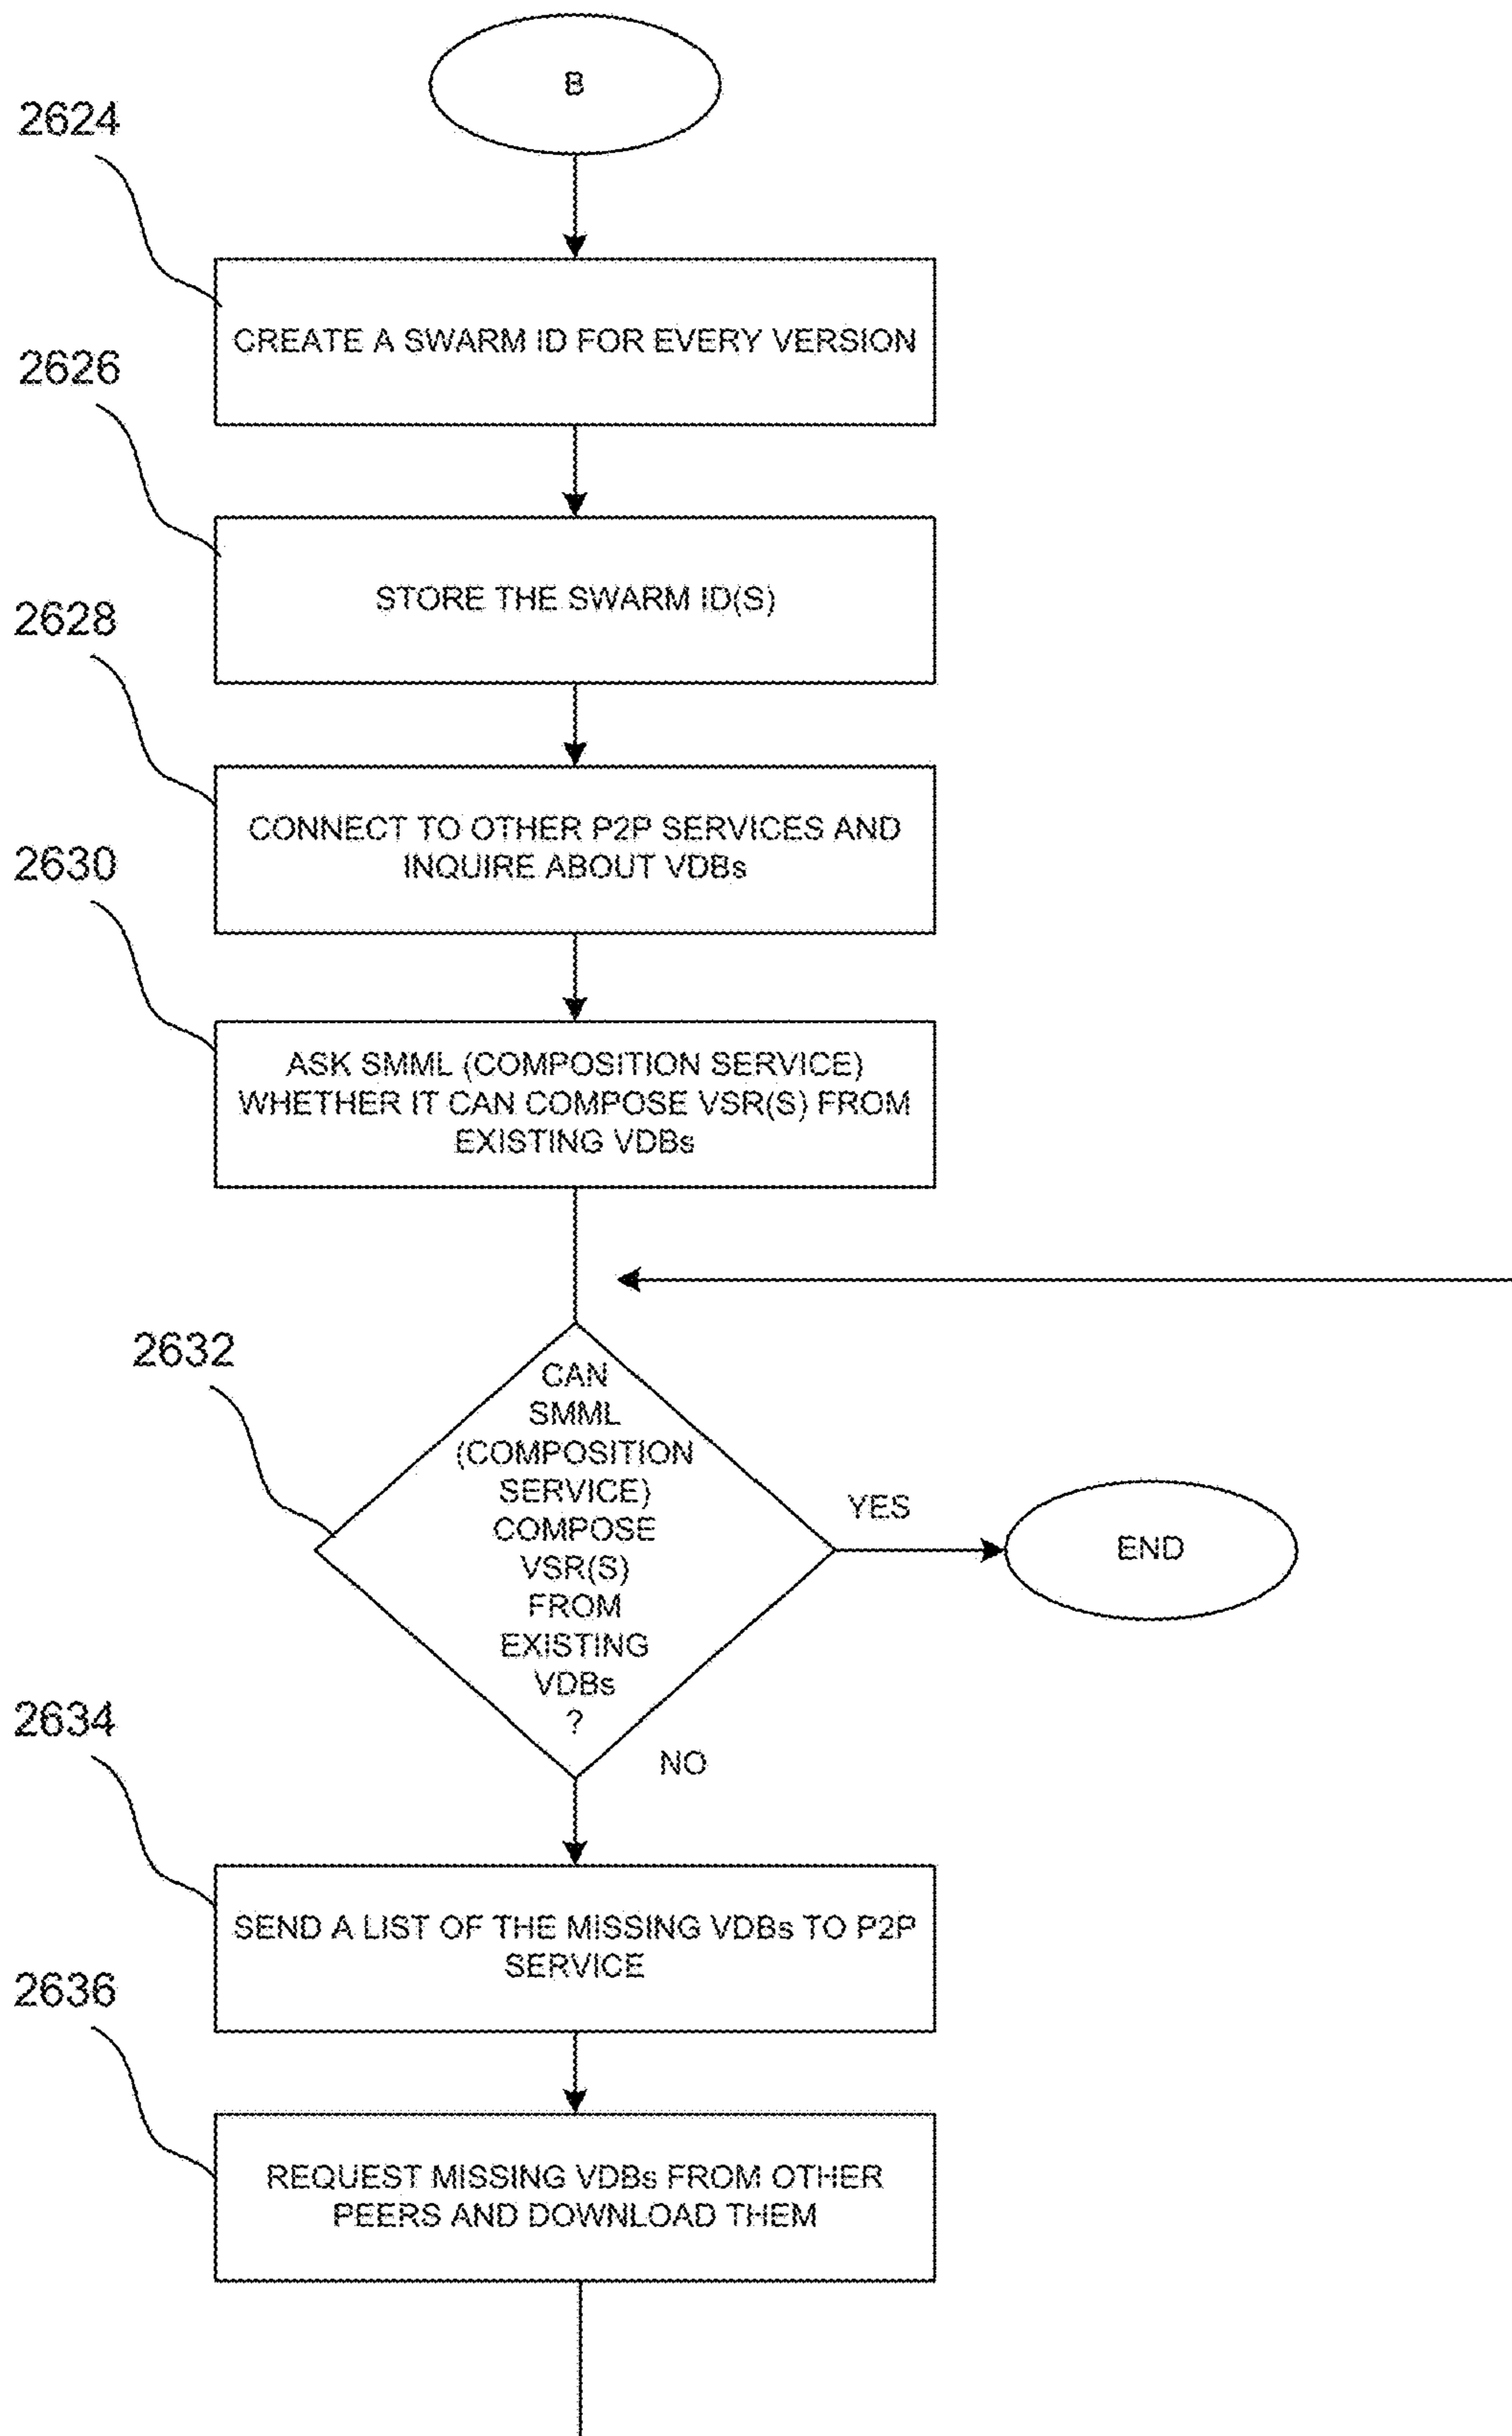 B
2624
CREATE A SWARM ID FOR EVERY VERSION
2626
STORE THE SWARM ID(S)
2628
CONNECT TO OTHER P2P SERVICES AND
INQUIRE ABOUT VDBs
2630
ASK SMML (COMPOSITION SERVICE)
WHETHER IT CAN COMPOSE VSR(S) FROM
EXISTING VDBs
2632
CAN
SMML
(COMPOSITION
SERVICE)
COMPOSE
VSR(S)
FROM
EXISTING
VDBs
?
YES
END
NO
2634
SEND A LIST OF THE MISSING VDBs TO P2P
SERVICE
2636
REQUEST MISSING VDBs FROM OTHER
PEERS AND DOWNLOAD THEM